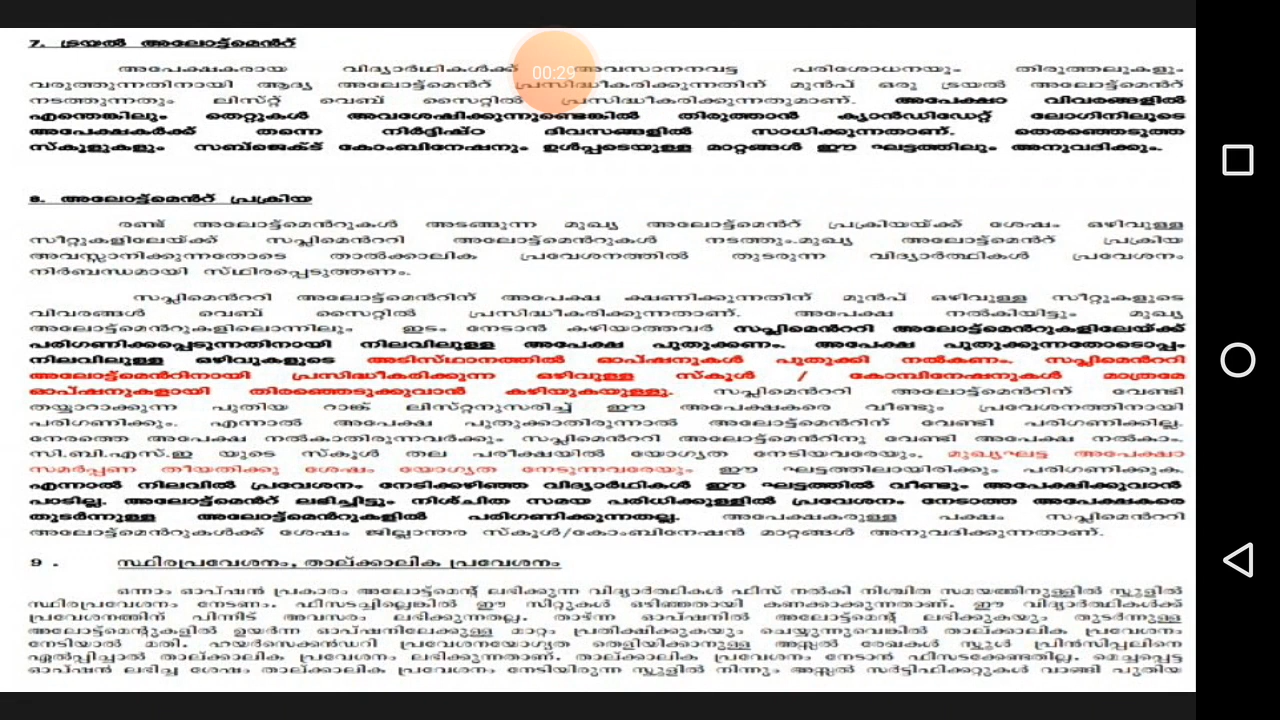 7. ട്രയൽ അലോട്ട്മെൻറ്
00:29
അപേക്ഷകരായ വിദ്യാർഥികൾക്ക് അവസാനനവട്ട പരിശോധനയും തിരുത്തലുകളും
വരുത്തുന്നതിനായി ആദ്യ അലോട്ട്മെൻറ് പ്രസിദ്ധീകരിക്കുന്നതിന് മുൻപ് ഒരു ട്രയൽ അലോട്ട്മെൻറ്
നടത്തുന്നതും ലിസ്റ്റ് വെബ് സൈറ്റിൽ പ്രസിദ്ധീകരിക്കുന്നതുമാണ്. അപേക്ഷാ വിവരങ്ങളിൽ
എന്തെങ്കിലും തെറ്റുകൾ അവശേഷിക്കുന്നുണ്ടെങ്കിൽ തിരുത്താൻ ക്യാൻഡിഡേറ്റ് ലോഗിനിലൂടെ
അപേക്ഷകർക്ക് തന്നെ നിർദ്ദിഷ്ഠ ദിവസങ്ങളിൽ സാധിക്കുന്നതാണ്. തെരഞ്ഞെടുത്ത
സ്കൂളുകളും സബ്ജെക്ട് കോംബിനേഷനും ഉൾപ്പടെയുള്ള മാറ്റങ്ങൾ ഈ ഘട്ടത്തിലും അനുവദിക്കും.
8. അലോട്ട്മെൻറ് പ്രക്രിയ
രണ്ട് അലോട്ട്മെൻറുകൾ അടങ്ങുന്ന മുഖ്യ അലോട്ട്മെൻറ് പ്രക്രിയയ്ക്ക് ശേഷം ഒഴിവുള്ള
സീറ്റുകളിലേയ്ക്ക് സപ്ലിമെൻററി അലോട്ട്മെൻറുകൾ നടത്തും.മുഖ്യ അലോട്ട്മെൻറ് പ്രക്രിയ
അവസ്സാനിക്കുന്നതോടെ താൽക്കാലിക പ്രവേശനത്തിൽ തുടരുന്ന വിദ്യാർത്ഥികൾ പ്രവേശനം
നിർബന്ധമായി സ്ഥിരപ്പെടുത്തണം.
സപ്ലിമെൻററി അലോട്ട്മെൻറിന് അപേക്ഷ ക്ഷണിക്കുന്നതിന് മുൻപ് ഒഴിവുള്ള സീറ്റുകളുടെ
വിവരങ്ങൾ വെബ് സൈറ്റിൽ പ്രസിദ്ധീകരിക്കുന്നതാണ്. അപേക്ഷ നൽകിയിട്ടും മുഖ്യ
അലോട്ട്മെൻറുകളിലൊന്നിലും ഇടം നേടാൻ കഴിയാത്തവർ സപ്ലിമെൻററി അലോട്ട്മെൻറുകളിലേയ്ക്ക്
പരിഗണിക്കപ്പെടുന്നതിനായി നിലവിലുള്ള അപേക്ഷ പുതുക്കണം. അപേക്ഷ പുതുക്കുന്നതോടൊപ്പം
നിലവിലുള്ള ഒഴിവുകളുടെ അടിസ്ഥാനത്തിൽ ഓപ്ഷനുകൾ പുതുക്കി നൽകണം. സപ്ലിമെൻററി
അലോട്ട്മെൻറിനായി പ്രസിദ്ധീകരിക്കുന്ന ഒഴിവുള്ള സ്കൂൾ / കോമ്പിനേഷനുകൾ മാത്രമേ
ഓപ്ഷനുകളായി തിരഞ്ഞെടുക്കുവാൻ കഴിയുകയുള്ളു. സപ്ലിമെൻററി അലോട്ട്മെൻറിന് വേണ്ടി
തയ്യാറാക്കുന്ന പുതിയ റാങ്ക് ലിസ്റ്റനുസരിച്ച് ഈ അപേക്ഷകരെ വീണ്ടും പ്രവേശനത്തിനായി
പരിഗണിക്കും. എന്നാൽ അപേക്ഷ പുതുക്കാതിരുന്നാൽ അലോട്ട്മെൻറിന് വേണ്ടി പരിഗണിക്കില്ല.
നേരത്തെ അപേക്ഷ നൽകാതിരുന്നവർക്കും സപ്ലിമെൻററി അലോട്ട്മെൻറിനു വേണ്ടി അപേക്ഷ നൽകാം.
സി.ബി.എസ്.ഇ യുടെ സ്കൂൾ തല പരീക്ഷയിൽ യോഗ്യത നേടിയവരേയും. മുഖ്യഘട്ട അപേക്ഷാ
സമർപ്പണ തീയതിക്കു ശേഷം യോഗ്യത നേടുന്നവരേയും ഈ ഘട്ടത്തിലായിരിക്കും പരിഗണിക്കുക.
എന്നാൽ നിലവിൽ പ്രവേശനം നേടിക്കഴിഞ്ഞ വിദ്യാർഥികൾ ഈ ഘട്ടത്തിൽ വീണ്ടും അപേക്ഷിക്കുവാൻ
പാടില്ല. അലോട്ട്മെൻറ് ലഭിച്ചിട്ടും നിശ്ചിത സമയ പരിധിക്കുള്ളിൽ പ്രവേശനം നേടാത്ത അപേക്ഷകരെ
തുടർന്നുള്ള അലോട്ട്മെൻറുകളിൽ പരിഗണിക്കുന്നതല്ല. അപേക്ഷകരുള്ള പക്ഷം സപ്ലിമെൻററി
അലോട്ട്മെൻറുകൾക്ക് ശേഷം ജില്ലാന്തര സ്കൂൾ/കോംബിനേഷൻ മാറ്റങ്ങൾ അനുവദിക്കുന്നതാണ്.
9 . സ്ഥിരപ്രവേശനം, താല്ക്കാലിക പ്രവേശനം
ഒന്നാം ഓപ്ഷൻ പ്രകാരം അലോട്ട്മെന്റ് ലഭിക്കുന്ന വിദ്യാർത്ഥികൾ ഫീസ് നൽകി നിശ്ചിത സമയത്തിനുള്ളിൽ സ്കൂളിൽ
സ്ഥിരപ്രവേശനം നേടണം. ഫീസടച്ചില്ലെങ്കിൽ ഈ സീറ്റുകൾ ഒഴിഞ്ഞതായി കണക്കാക്കുന്നതാണ്. ഈ വിദ്യാർത്ഥികൾക്ക്
പ്രവേശനത്തിന് പിന്നീട് അവസരം ലഭിക്കുന്നതല്ല. താഴ്ന്ന ഓപ്ഷനിൽ അലോട്ട്മെന്റ് ലഭിക്കുകയും തുടർന്നുള്ള
അലോട്ട്മെന്റുകളിൽ ഉയർന്ന ഓപ്ഷനിലേക്കുള്ള മാറ്റം പ്രതീക്ഷിക്കുകയും ചെയ്യുന്നുവെങ്കിൽ താല്ക്കാലിക പ്രവേശനം
നേടിയാൽ മതി. ഹയർസെക്കൻഡറി പ്രവേശനയോഗ്യത തെളിയിക്കാനുള്ള അസ്സൽ രേഖകൾ സ്കൂൾ പ്രിൻസിപ്പലിനെ
ഏൽപ്പിച്ചാൽ താല്ക്കാലിക പ്രവേശനം ലഭിക്കുന്നതാണ്. താല്ക്കാലിക പ്രവേശനം നേടാൻ ഫീസടക്കേണ്ടതില്ല. മെച്ചപ്പെട്ട
ഓപ്ഷൻ ലഭിച്ച ശേഷം താല്ക്കാലിക പ്രവേശനം നേടിയിരുന്ന സ്കൂളിൽ നിന്നും അസ്സൽ സർട്ടിഫിക്കറ്റുകൾ വാങ്ങി പുതിയ